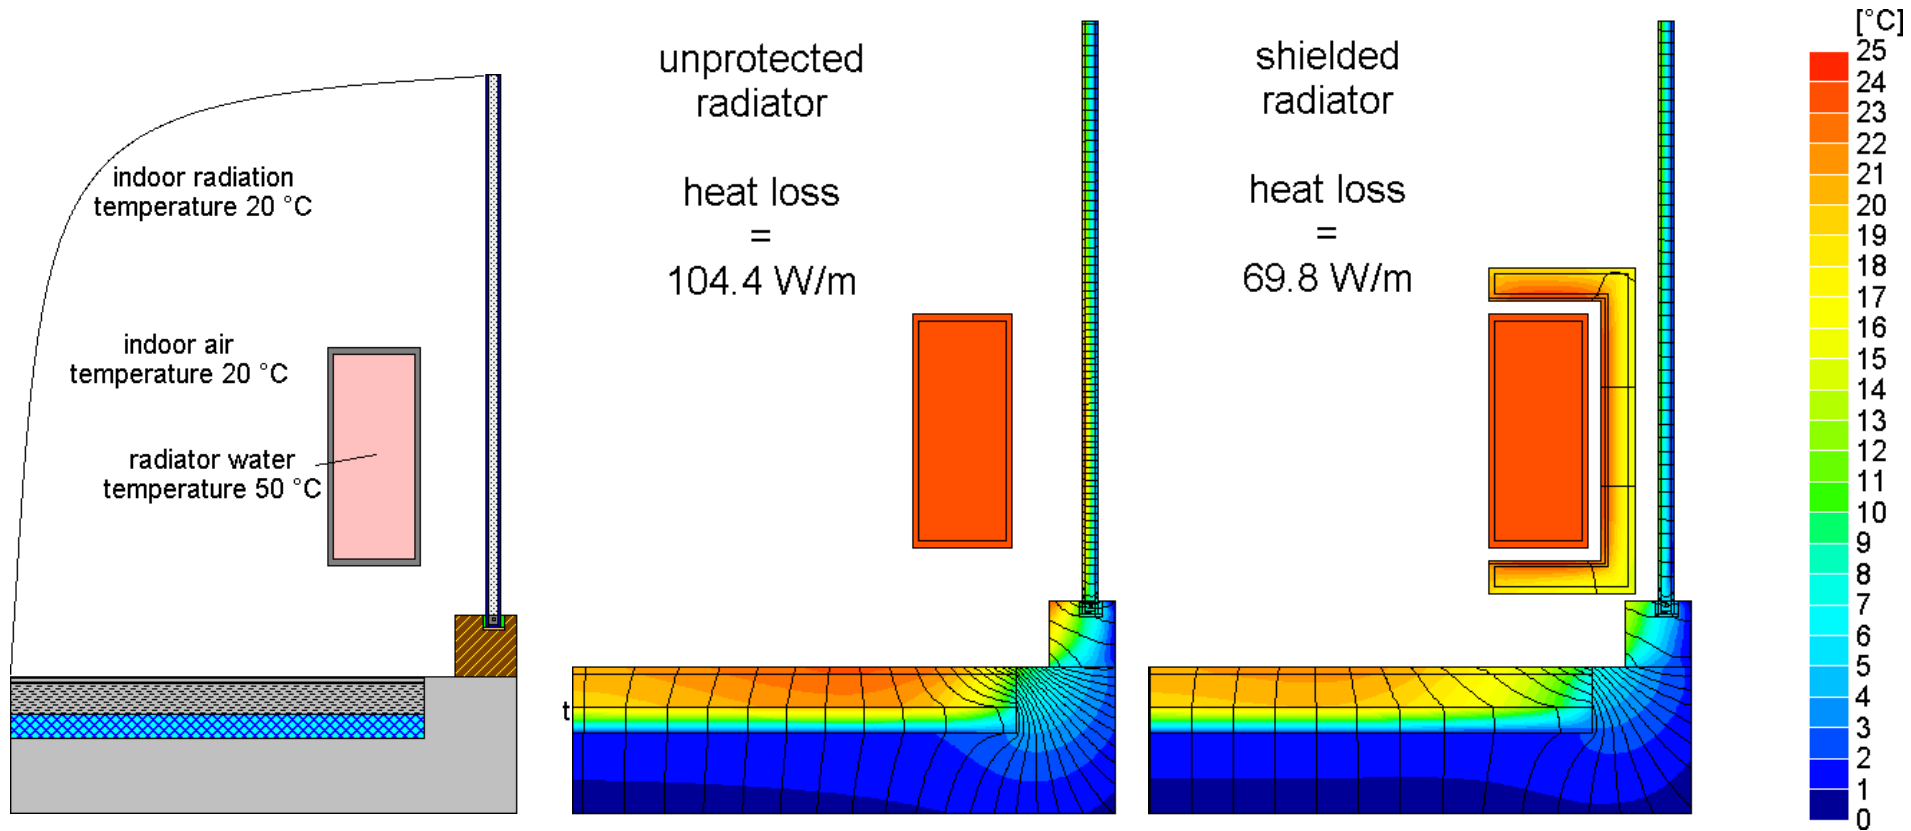 indoor radiation
temperature 20 °C
indoor air
temperature 20 °C
radiator water
temperature 50 °C
unprotected
radiator
heat loss
=
104.4 W/m
t
shielded
radiator
heat loss
=
69.8 W/m
[°C]
25
24
23
22
21
20
19
18
17
16
15
14
13
12
11
10
9
8
7
6
5
4
3
2
1
0